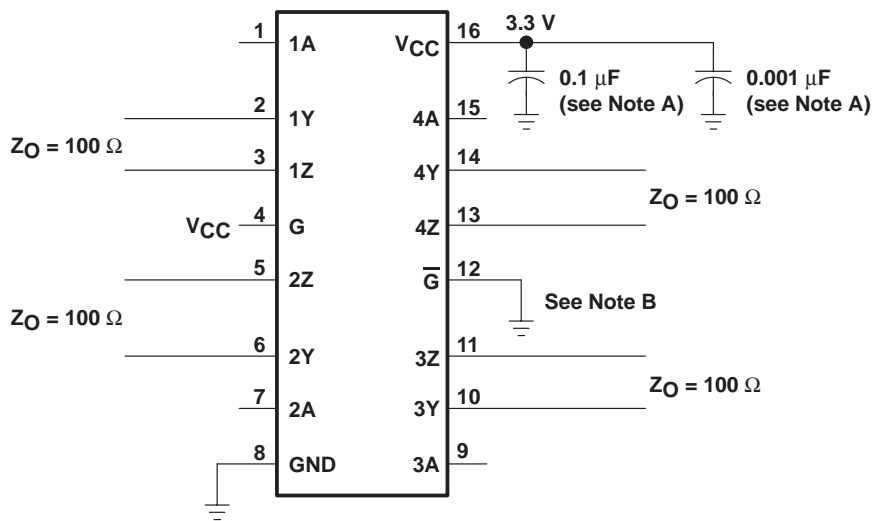 3.3 V
1 1A VCC 16
0.1 μF
(see Note A)
0.001 μF
(see Note A)
2 1Y 4A 15
ZO = 100 Ω
3 1Z 4Y 14
ZO = 100 Ω
VCC 4 G 4Z 13
5 2Z G̅ 12
See Note B
ZO = 100 Ω
6 2Y 3Z 11
ZO = 100 Ω
7 2A 3Y 10
8 GND 3A 9